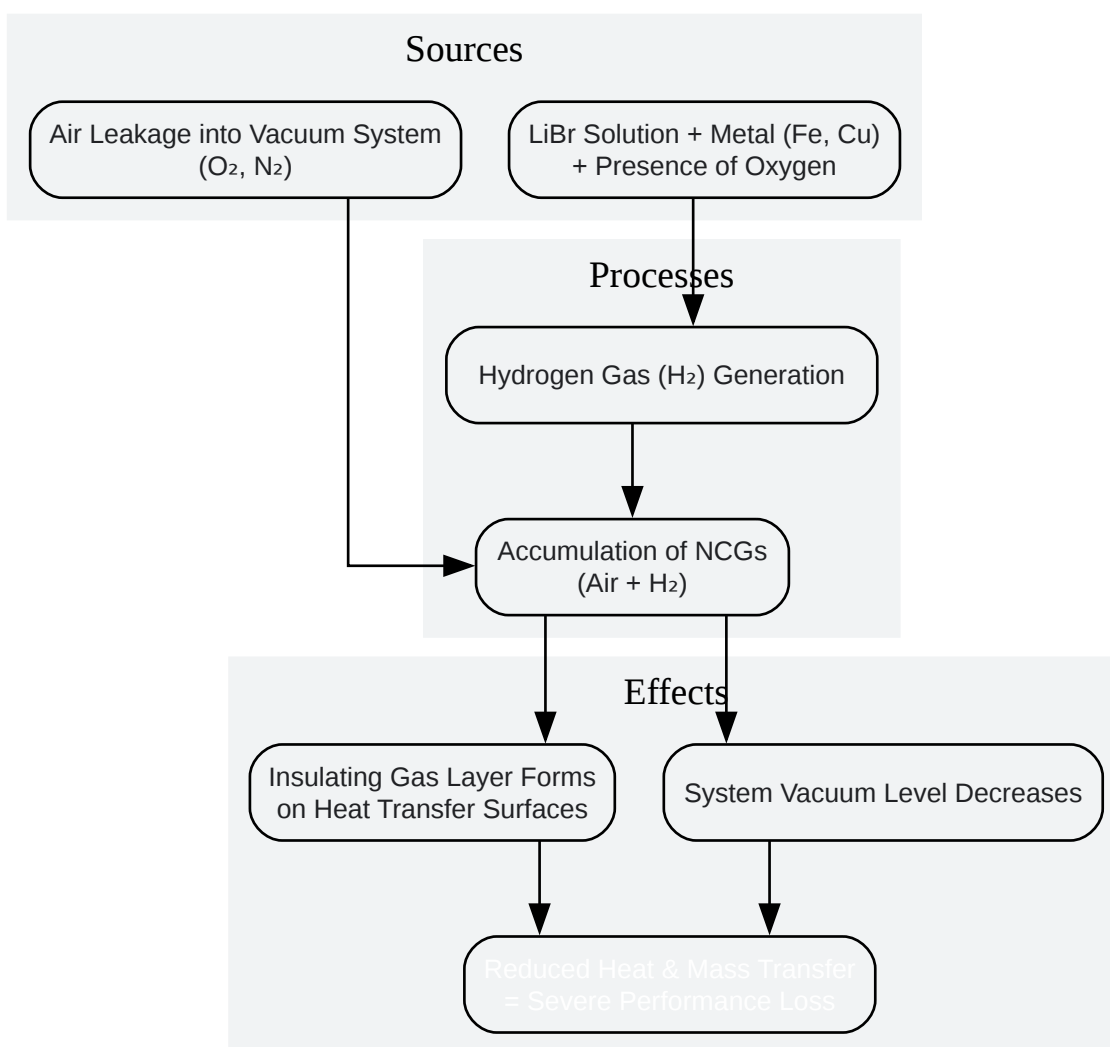 Sources
Air Leakage into Vacuum System
(O₂, N₂)
LiBr Solution + Metal (Fe, Cu)
+ Presence of Oxygen
Processes
Hydrogen Gas (H₂) Generation
Accumulation of NCGs
(Air + H₂)
Effects
Insulating Gas Layer Forms
on Heat Transfer Surfaces
System Vacuum Level Decreases
Reduced Heat & Mass Transfer
= Severe Performance Loss